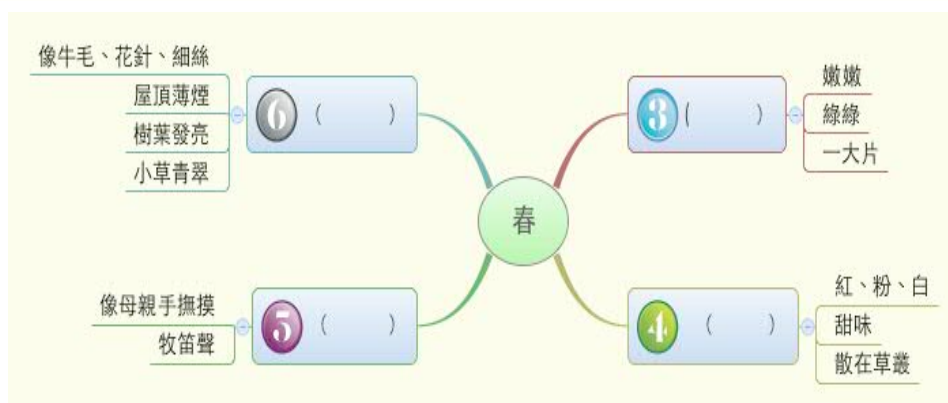 像牛毛、花針、細絲
屋頂薄煙
樹葉發亮
小草青翠
6 (    )
3 (    )
嫩嫩
綠綠
一大片
春
像母親手撫摸
牧笛聲
5 (    )
4 (    )
紅、粉、白
甜味
散在草叢